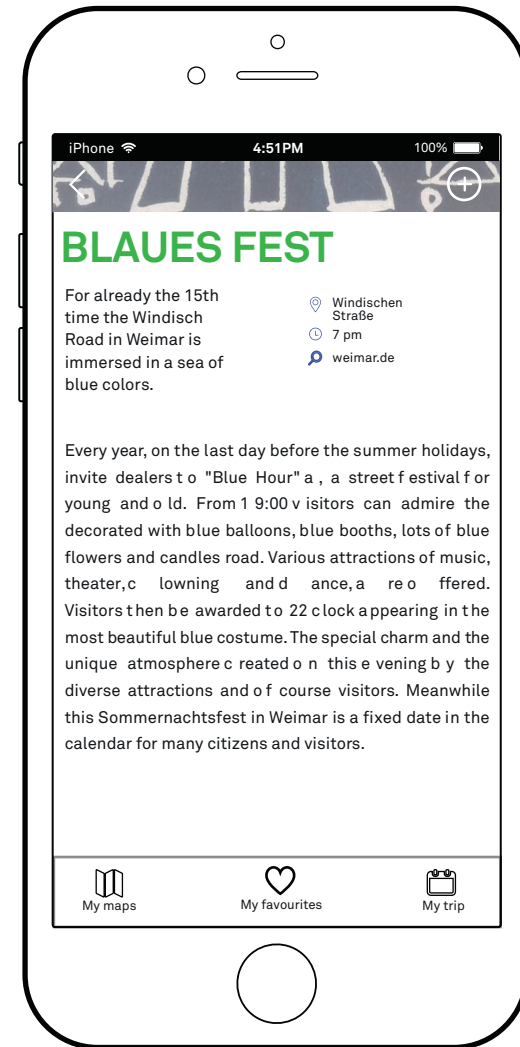 iPhone 4:51PM 100%
BLAUES FEST
For already the 15th
time the Windisch
Road in Weimar is
immersed in a sea of
blue colors.
Windischen
Straße
7 pm
weimar.de
Every year, on the last day before the summer holidays,
invite dealers t o "Blue Hour" a , a street f estival f or
young and o ld. From 1 9:00 v isitors can admire the
decorated with blue balloons, blue booths, lots of blue
flowers and candles road. Various attractions of music,
theater, c lowning and d ance, a re o ffered.
Visitors t hen b e awarded t o 22 c lock a ppearing in t he
most beautiful blue costume. The special charm and the
unique atmosphere c reated o n this e vening b y the
diverse attractions and o f course visitors. Meanwhile
this Sommernachtsfest in Weimar is a fixed date in the
calendar for many citizens and visitors.
My maps My favourites My trip